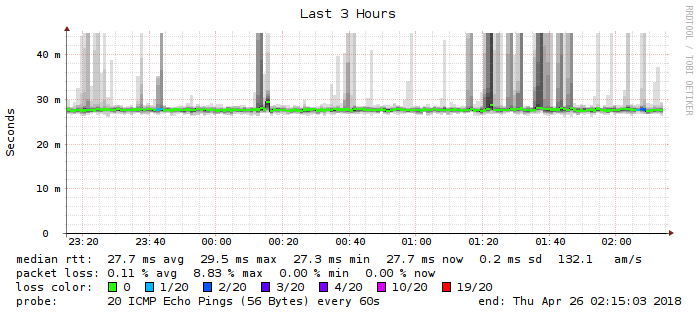 Last 3 Hours
RRDTOOL / TOBI OETIKER
Seconds
40 m
30 m
20 m
10 m
0
23:20 23:40 00:00 00:20 00:40 01:00 01:20 01:40 02:00
median rtt: 27.7 ms avg 29.5 ms max 27.3 ms min 27.7 ms now 0.2 ms sd 132.1 am/s
packet loss: 0.11 % avg 8.83 % max 0.00 % min 0.00 % now
loss color: 0 1/20 2/20 3/20 4/20 10/20 19/20
probe: 20 ICMP Echo Pings (56 Bytes) every 60s end: Thu Apr 26 02:15:03 2018